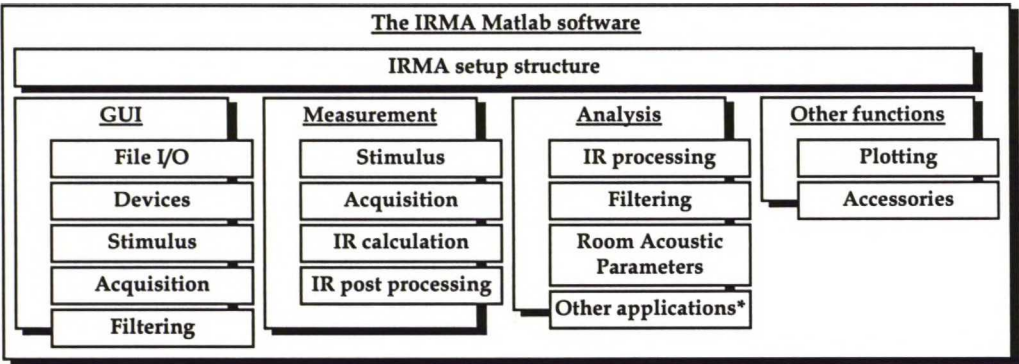 The IRMA Matlab software
IRMA setup structure
GUI
File I/O
Devices
Stimulus
Acquisition
Filtering
Measurement
Stimulus
Acquisition
IR calculation
IR post processing
Analysis
IR processing
Filtering
Room Acoustic
Parameters
Other applications*
Other functions
Plotting
Accessories